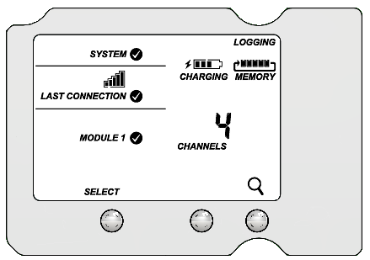 LOGGING
SYSTEM
CHARGING MEMORY
LAST CONNECTION
4
MODULE 1
CHANNELS
SELECT